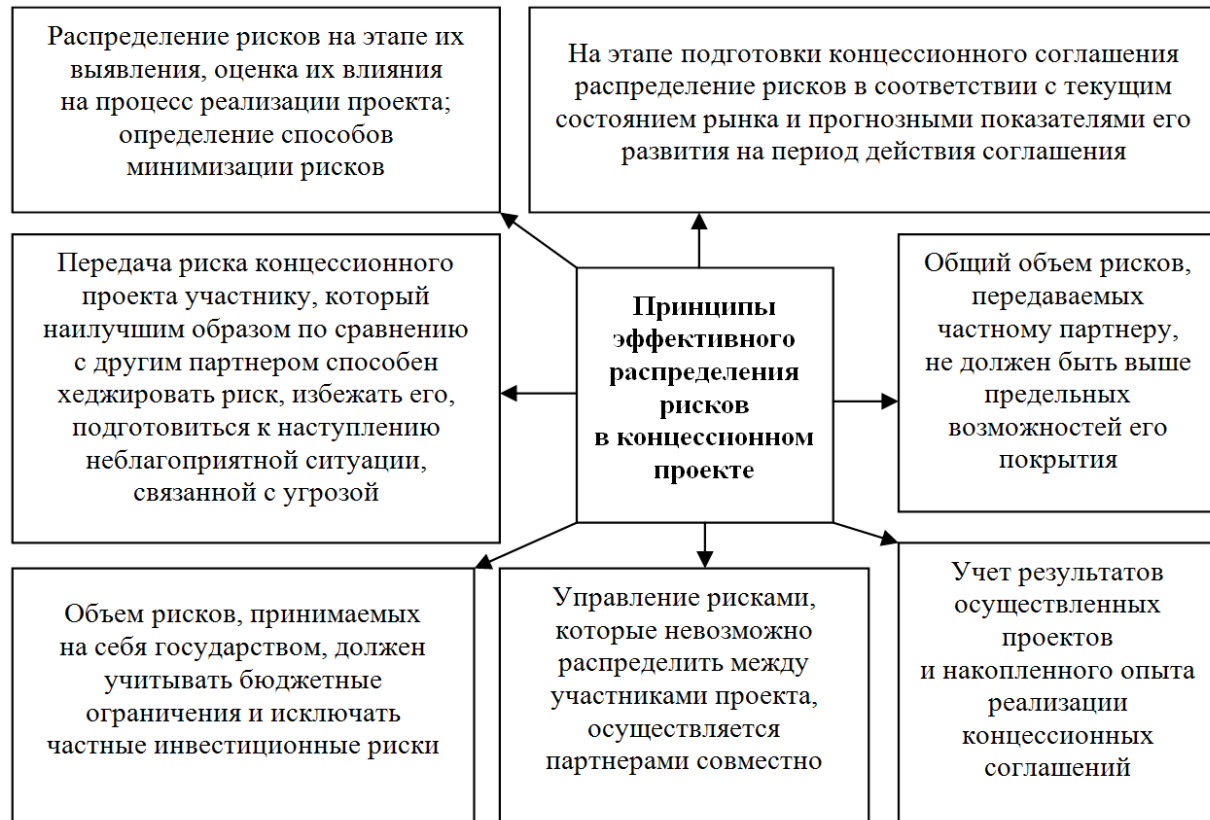 Распределение рисков на этапе их
выявления, оценка их влияния
на процесс реализации проекта;
определение способов
минимизации рисков
На этапе подготовки концессионного соглашения
распределение рисков в соответствии с текущим
состоянием рынка и прогнозными показателями его
развития на период действия соглашения
Передача риска концессионного
проекта участнику, который
наилучшим образом по сравнению
с другим партнером способен
хеджировать риск, избежать его,
подготовиться к наступлению
неблагоприятной ситуации,
связанной с угрозой
Принципы
эффективного
распределения
рисков
в концессионном
проекте
Общий объем рисков,
передаваемых
частному партнеру,
не должен быть выше
предельных
возможностей его
покрытия
Объем рисков, принимаемых
на себя государством, должен
учитывать бюджетные
ограничения и исключать
частные инвестиционные риски
Управление рисками,
которые невозможно
распределить между
участниками проекта,
осуществляется
партнерами совместно
Учет результатов
осуществленных
проектов
и накопленного опыта
реализации
концессионных
соглашений